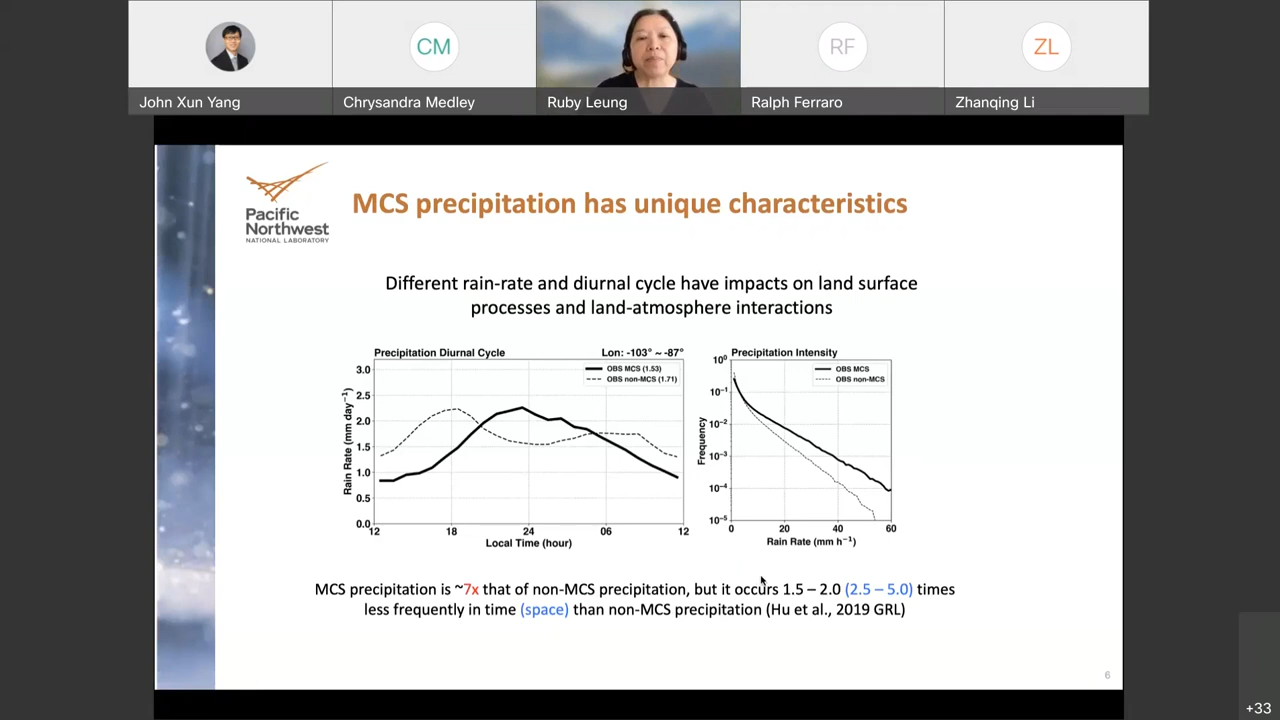 CM
RF
ZL
John Xun Yang
Chrysandra Medley
Ruby Leung
Ralph Ferraro
Zhanqing Li
Pacific
Northwest
NATIONAL LABORATORY
MCS precipitation has unique characteristics
Different rain-rate and diurnal cycle have impacts on land surface
processes and land-atmosphere interactions
Precipitation Diurnal Cycle Lon: -103° ~ -87°
OBS MCS (1.53)
OBS non-MCS (1.71)
3.0
2.5
2.0
1.5
1.0
0.5
0.0
Rain Rate (mm day⁻¹)
12 18 24 06 12
Local Time (hour)
Precipitation Intensity
OBS MCS
OBS non-MCS
10⁰
10⁻¹
10⁻²
10⁻³
10⁻⁴
10⁻⁵
Frequency
0 20 40 60
Rain Rate (mm h⁻¹)
MCS precipitation is ~7x that of non-MCS precipitation, but it occurs 1.5 – 2.0 (2.5 – 5.0) times
less frequently in time (space) than non-MCS precipitation (Hu et al., 2019 GRL)
6
+33